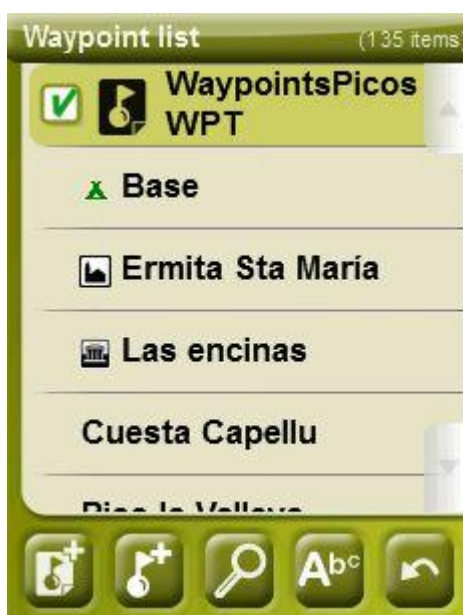 Waypoint list (135 items)
WaypointsPicos
WPT
Base
Ermita Sta María
Las encinas
Cuesta Capellu
Abc